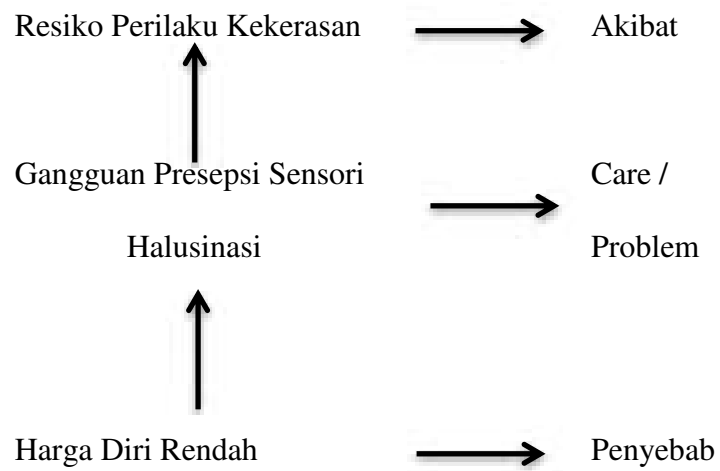 Resiko Perilaku Kekerasan Akibat
Gangguan Presepsi Sensori Care /
Halusinasi Problem
Harga Diri Rendah Penyebab